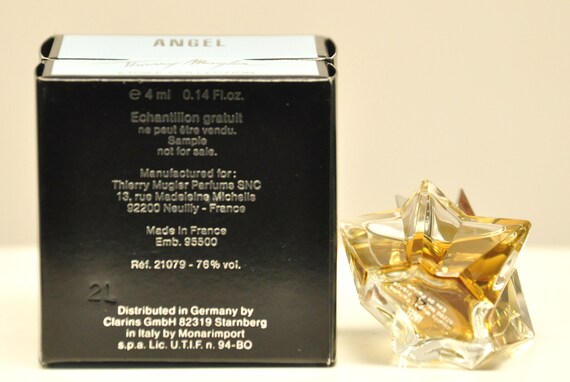 ANGEL
Thierry Mugler
℮ 4 ml 0.14 Fl.oz.
Echantillon gratuit
ne peut être vendu.
Sample
not for sale.
Manufactured for:
Thierry Mugler Parfums SNC
13, rue Madeleine Michelis
92200 Neuilly - France
Made in France
Emb. 95500
Réf. 21079 - 76% vol.
2L
Distributed in Germany by
Clarins GmbH 82319 Starnberg
in Italy by Monarimport
s.p.a. Lic. U.T.I.F. n. 94-BO